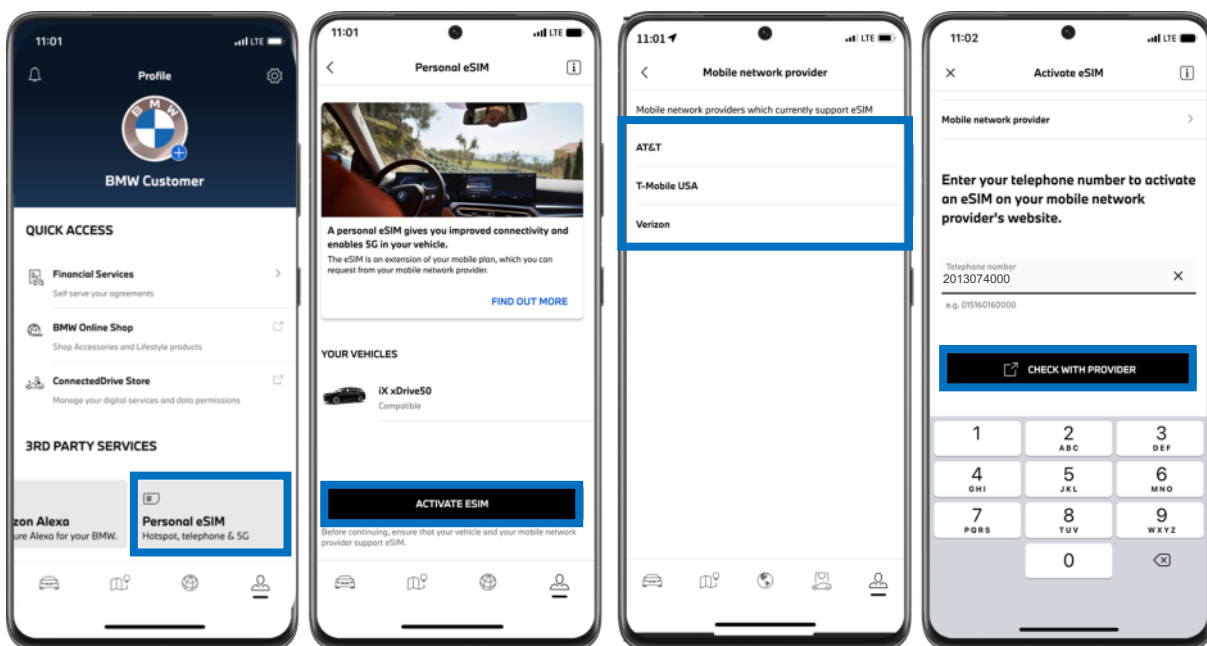 11:01
LTE
Profile
BMW
BMW Customer
QUICK ACCESS
Financial Services
Self serve your agreements
BMW Online Shop
Shop Accessories and Lifestyle products
ConnectedDrive Store
Manage your digital services and data permissions
3RD PARTY SERVICES
zon Alexa
ure Alexa for your BMW.
Personal eSIM
Hotspot, telephone & 5G
11:01
LTE
Personal eSIM
i
A personal eSIM gives you improved connectivity and
enables 5G in your vehicle.
The eSIM is an extension of your mobile plan, which you can
request from your mobile network provider.
FIND OUT MORE
YOUR VEHICLES
iX xDrive50
Compatible
ACTIVATE ESIM
Before continuing, ensure that your vehicle and your mobile network
provider support eSIM.
11:01
LTE
Mobile network provider
Mobile network providers which currently support eSIM
AT&T
T-Mobile USA
Verizon
11:02
LTE
Activate eSIM
i
Mobile network provider
Enter your telephone number to activate
an eSIM on your mobile network
provider's website.
Telephone number
2013074000
e.g. 015160160000
CHECK WITH PROVIDER
1 2 3
ABC DEF
4 5 6
GHI JKL MNO
7 8 9
PQRS TUV WXYZ
0